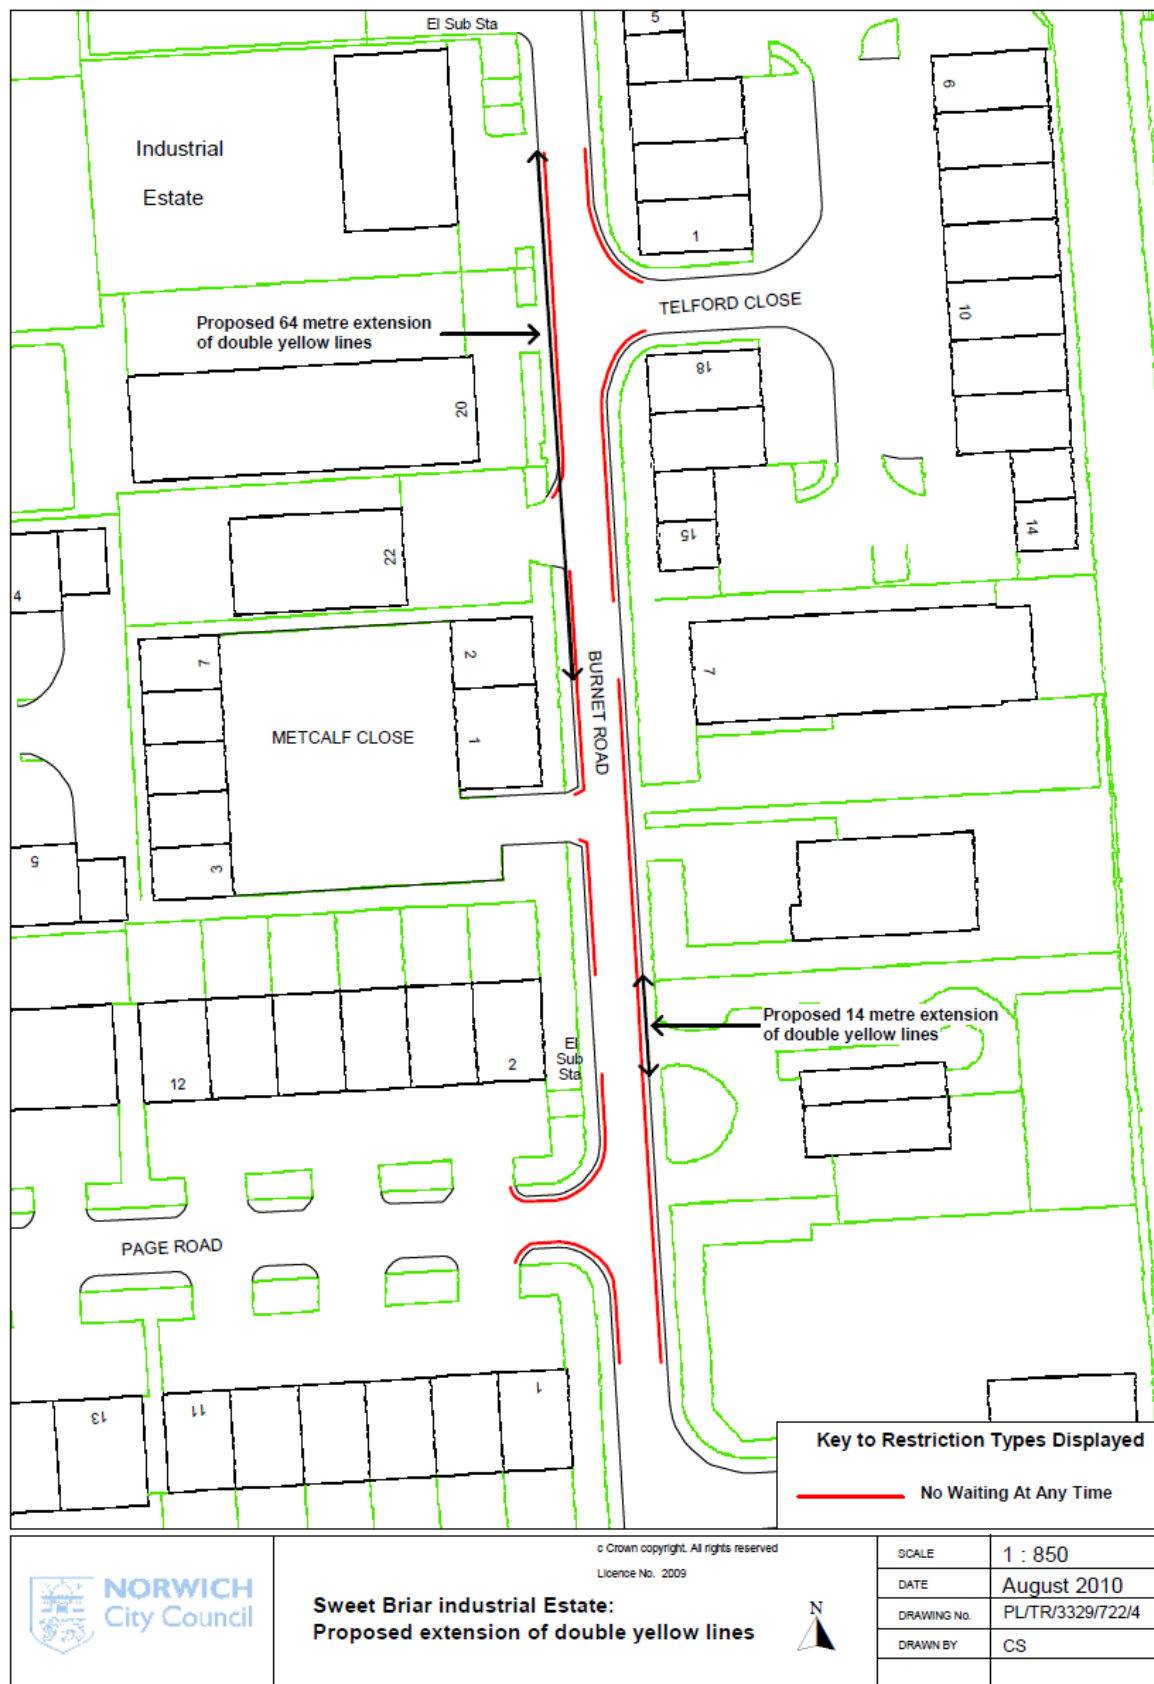 El Sub Sta
5
9
Industrial
Estate
1
TELFORD CLOSE
10
Proposed 64 metre extension
of double yellow lines
18
20
15
14
22
4
7
2
BURNET ROAD
7
METCALF CLOSE
1
5
3
Proposed 14 metre extension
of double yellow lines
El
Sub
Sta
12
2
PAGE ROAD
13
11
1
Key to Restriction Types Displayed
No Waiting At Any Time
c Crown copyright. All rights reserved
Licence No. 2009
NORWICH
City Council
Sweet Briar industrial Estate:
Proposed extension of double yellow lines
N
SCALE 1 : 850
DATE August 2010
DRAWING No. PL/TR/3329/722/4
DRAWN BY CS